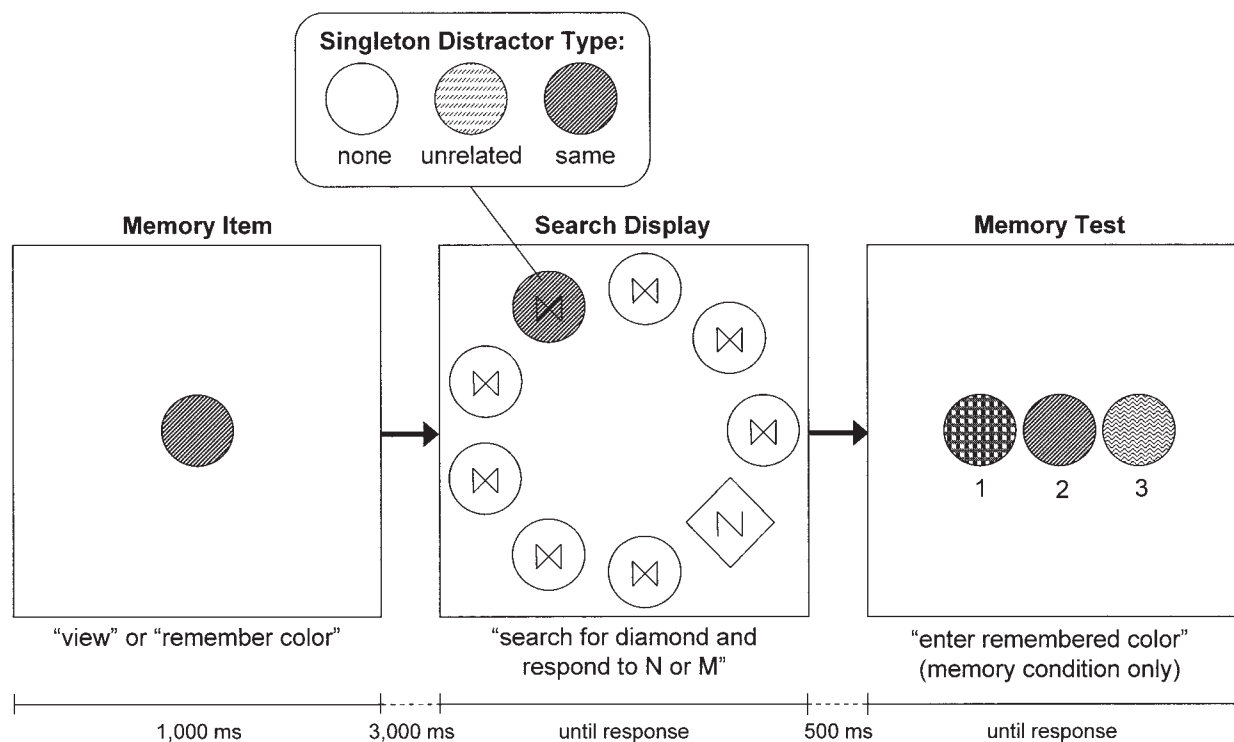 Singleton Distractor Type:
none unrelated same
Memory Item Search Display Memory Test
N
1 2 3
“view” or “remember color” “search for diamond and respond to N or M” “enter remembered color” (memory condition only)
1,000 ms 3,000 ms until response 500 ms until response